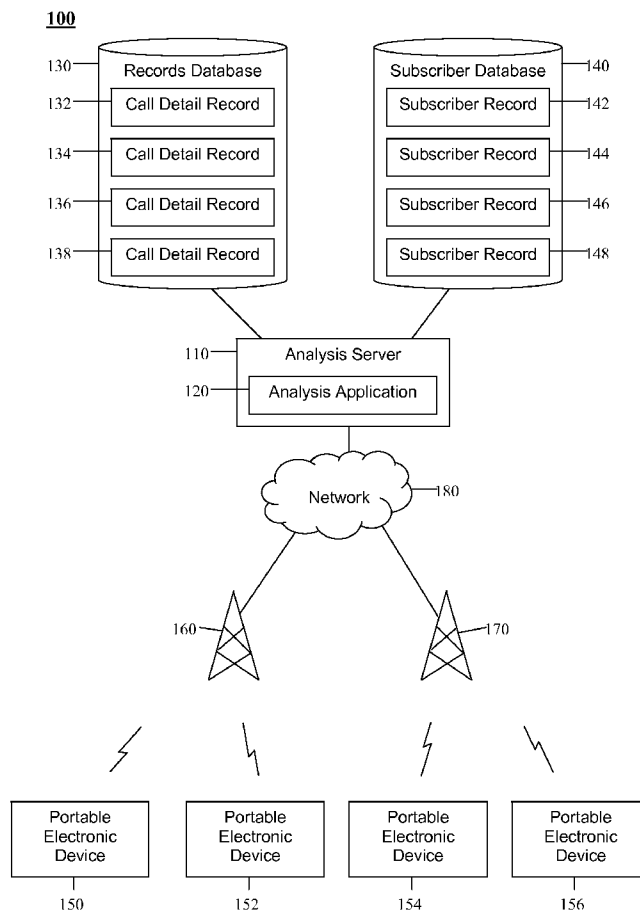 100
130 Records Database
132 Call Detail Record
134 Call Detail Record
136 Call Detail Record
138 Call Detail Record
Subscriber Database 140
Subscriber Record 142
Subscriber Record 144
Subscriber Record 146
Subscriber Record 148
110 Analysis Server
120 Analysis Application
Network 180
160
170
Portable
Electronic
Device
150
Portable
Electronic
Device
152
Portable
Electronic
Device
154
Portable
Electronic
Device
156